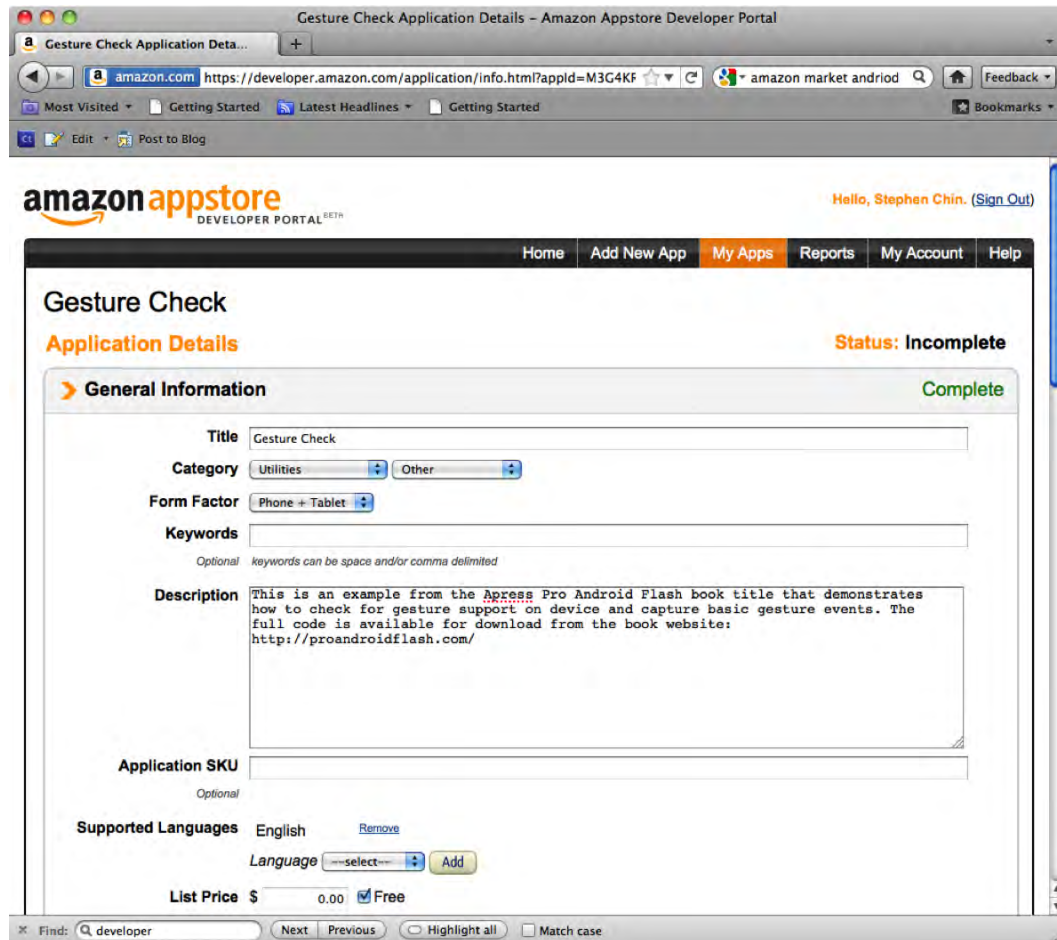 Gesture Check Application Details – Amazon Appstore Developer Portal
Gesture Check Application Deta...
amazon.com https://developer.amazon.com/application/info.html?appId=M3G4KF
amazon market andriod
Feedback
Most Visited Getting Started Latest Headlines Getting Started Bookmarks
Edit Post to Blog
amazon appstore
DEVELOPER PORTAL BETA
Hello, Stephen Chin. (Sign Out)
Home Add New App My Apps Reports My Account Help
Gesture Check
Application Details Status: Incomplete
General Information Complete
Title Gesture Check
Category Utilities Other
Form Factor Phone + Tablet
Keywords
Optional keywords can be space and/or comma delimited
Description This is an example from the Apress Pro Android Flash book title that demonstrates
how to check for gesture support on device and capture basic gesture events. The
full code is available for download from the book website:
http://proandroidflash.com/
Application SKU
Optional
Supported Languages English Remove
Language --select-- Add
List Price $ 0.00 Free
× Find: developer Next Previous Highlight all Match case